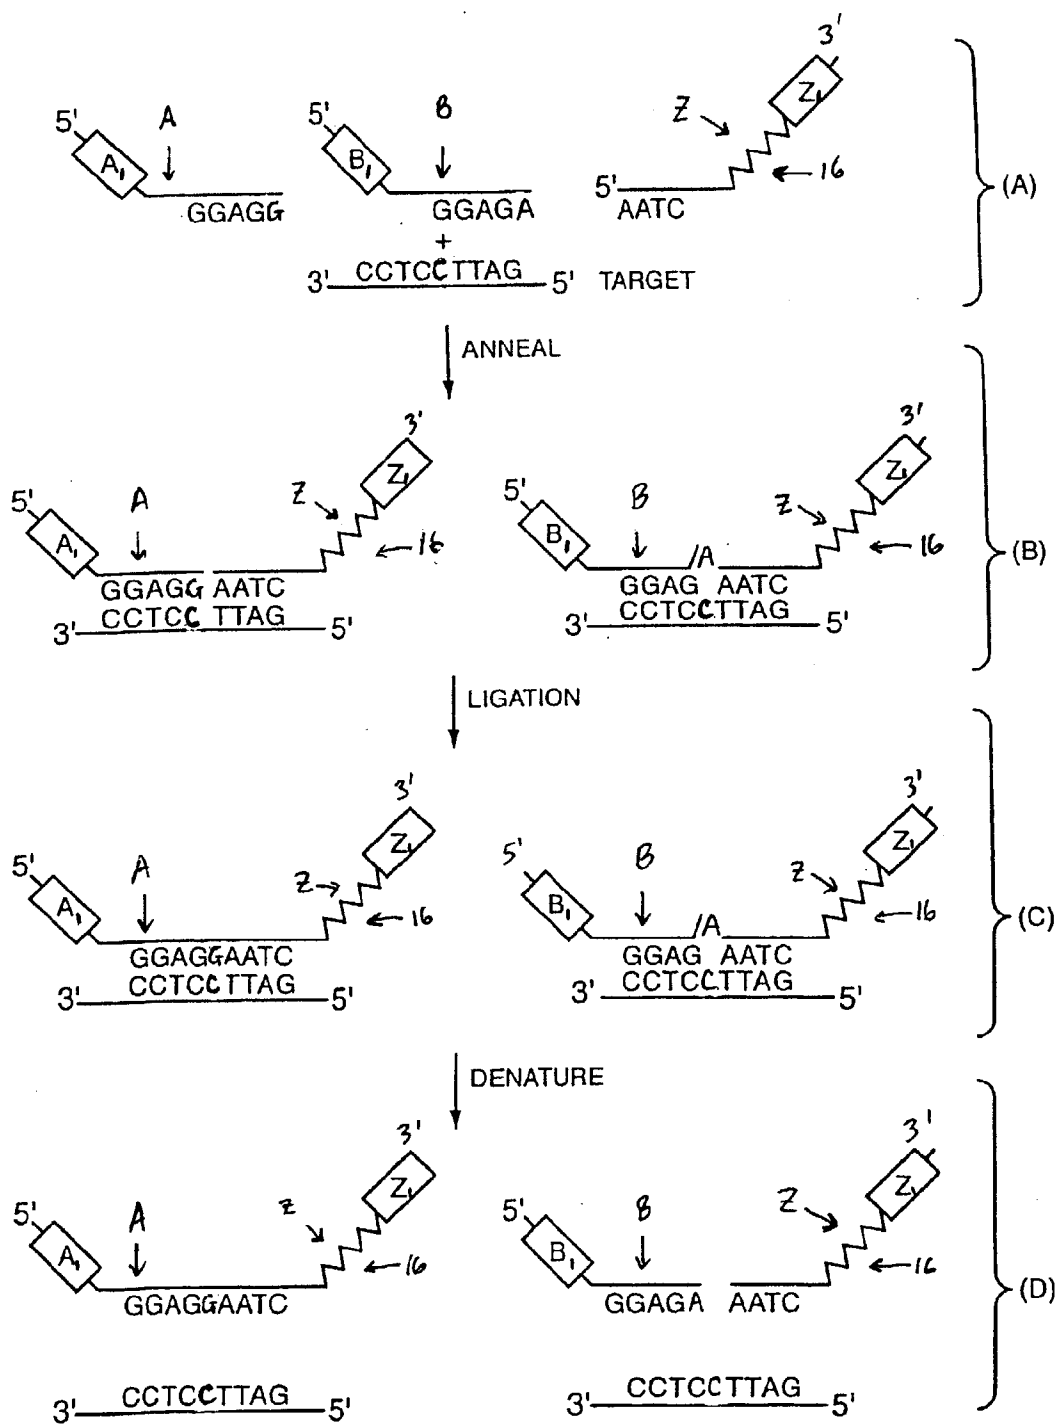 3'
5' A B Z Z₁
A₁ 5' B₁ 16
5' (A)
GGAGG GGAGA AATC
+
3' CCTCCTTAG 5' TARGET
ANNEAL
(B)
3' 3'
5' A Z Z₁ 5' B Z Z₁
A₁ 16 B₁ /A 16
GGAGG AATC GGAG AATC
CCTCC TTAG CCTCCTTAG
3' 5' 3' 5'
LIGATION
(C)
3' 3'
5' A Z Z₁ 5' B Z Z₁
A₁ 16 B₁ /A 16
GGAGGAATC GGAG AATC
CCTCCTTAG CCTCCTTAG
3' 5' 3' 5'
DENATURE
(D)
3' 3'
5' A Z Z₁ 5' B Z Z₁
A₁ 16 B₁ 16
GGAGGAATC GGAGA AATC
3' CCTCCTTAG 5' 3' CCTCCTTAG 5'